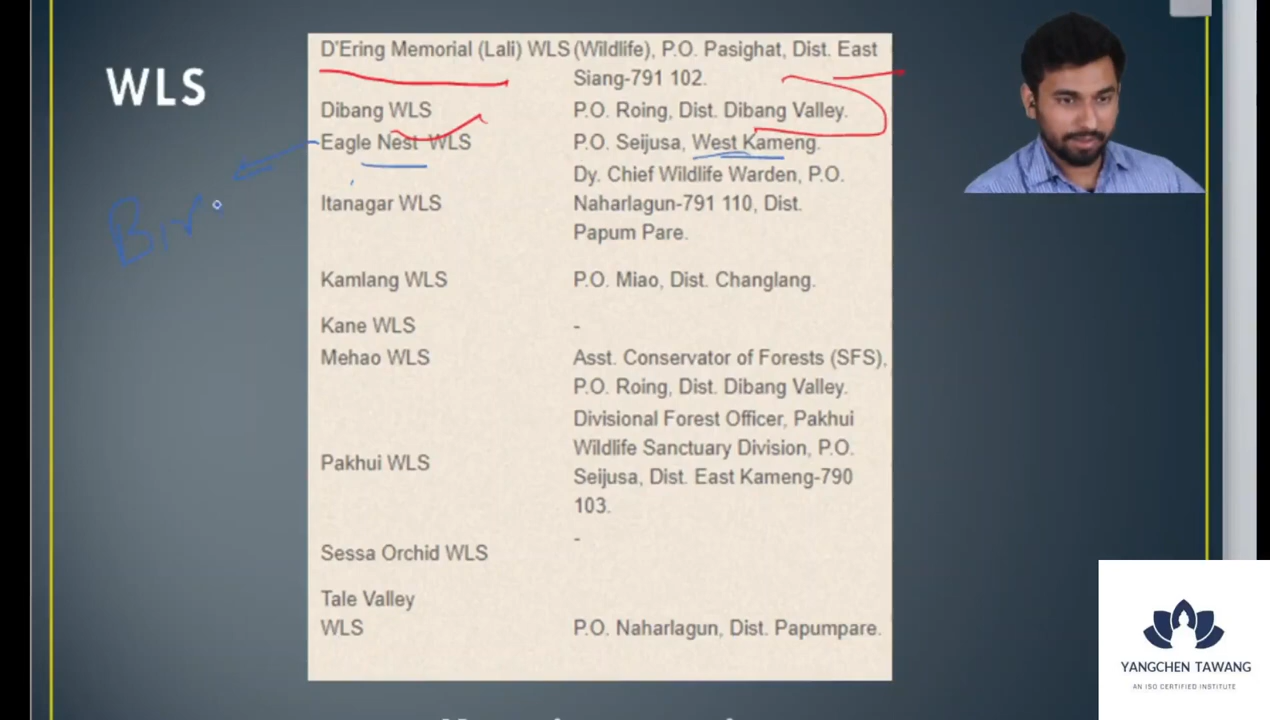 WLS
D'Ering Memorial (Lali) WLS (Wildlife), P.O. Pasighat, Dist. East
Siang-791 102.
Dibang WLS P.O. Roing, Dist. Dibang Valley.
Eagle Nest WLS P.O. Seijusa, West Kameng.
Dy. Chief Wildlife Warden, P.O.
Itanagar WLS Naharlagun-791 110, Dist.
Papum Pare.
Bir
Kamlang WLS P.O. Miao, Dist. Changlang.
Kane WLS -
Mehao WLS Asst. Conservator of Forests (SFS),
P.O. Roing, Dist. Dibang Valley.
Divisional Forest Officer, Pakhui
Wildlife Sanctuary Division, P.O.
Pakhui WLS Seijusa, Dist. East Kameng-790
103.
-
Sessa Orchid WLS
Tale Valley
WLS P.O. Naharlagun, Dist. Papumpare.
YANGCHEN TAWANG
AN ISO CERTIFIED INSTITUTE